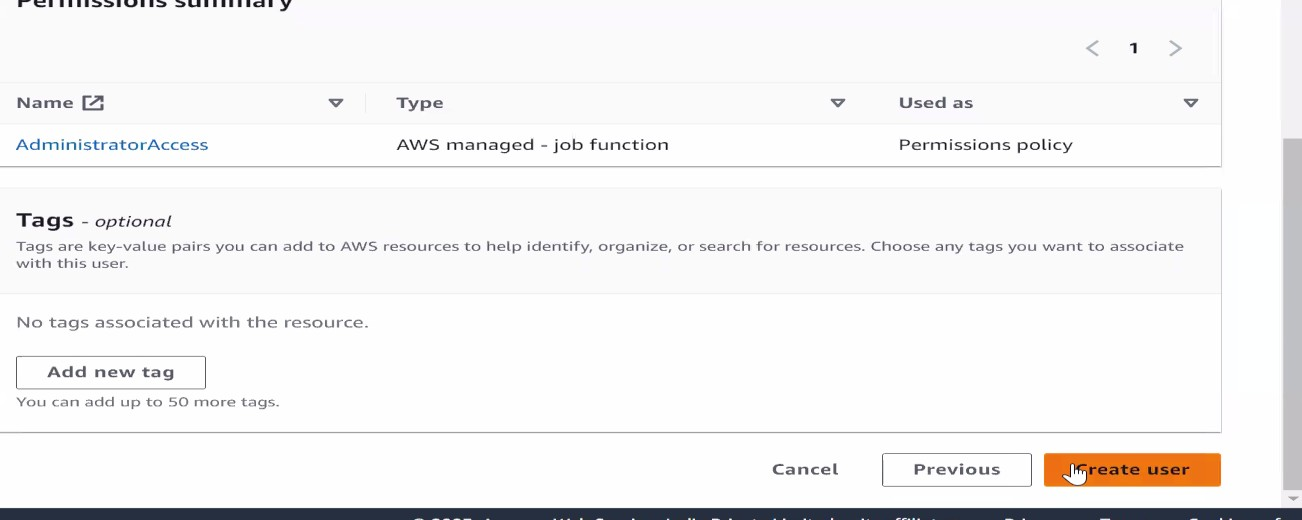 Permissions summary
1
Name Type Used as
AdministratorAccess AWS managed - job function Permissions policy
Tags - optional
Tags are key-value pairs you can add to AWS resources to help identify, organize, or search for resources. Choose any tags you want to associate
with this user.
No tags associated with the resource.
Add new tag
You can add up to 50 more tags.
Cancel Previous Create user